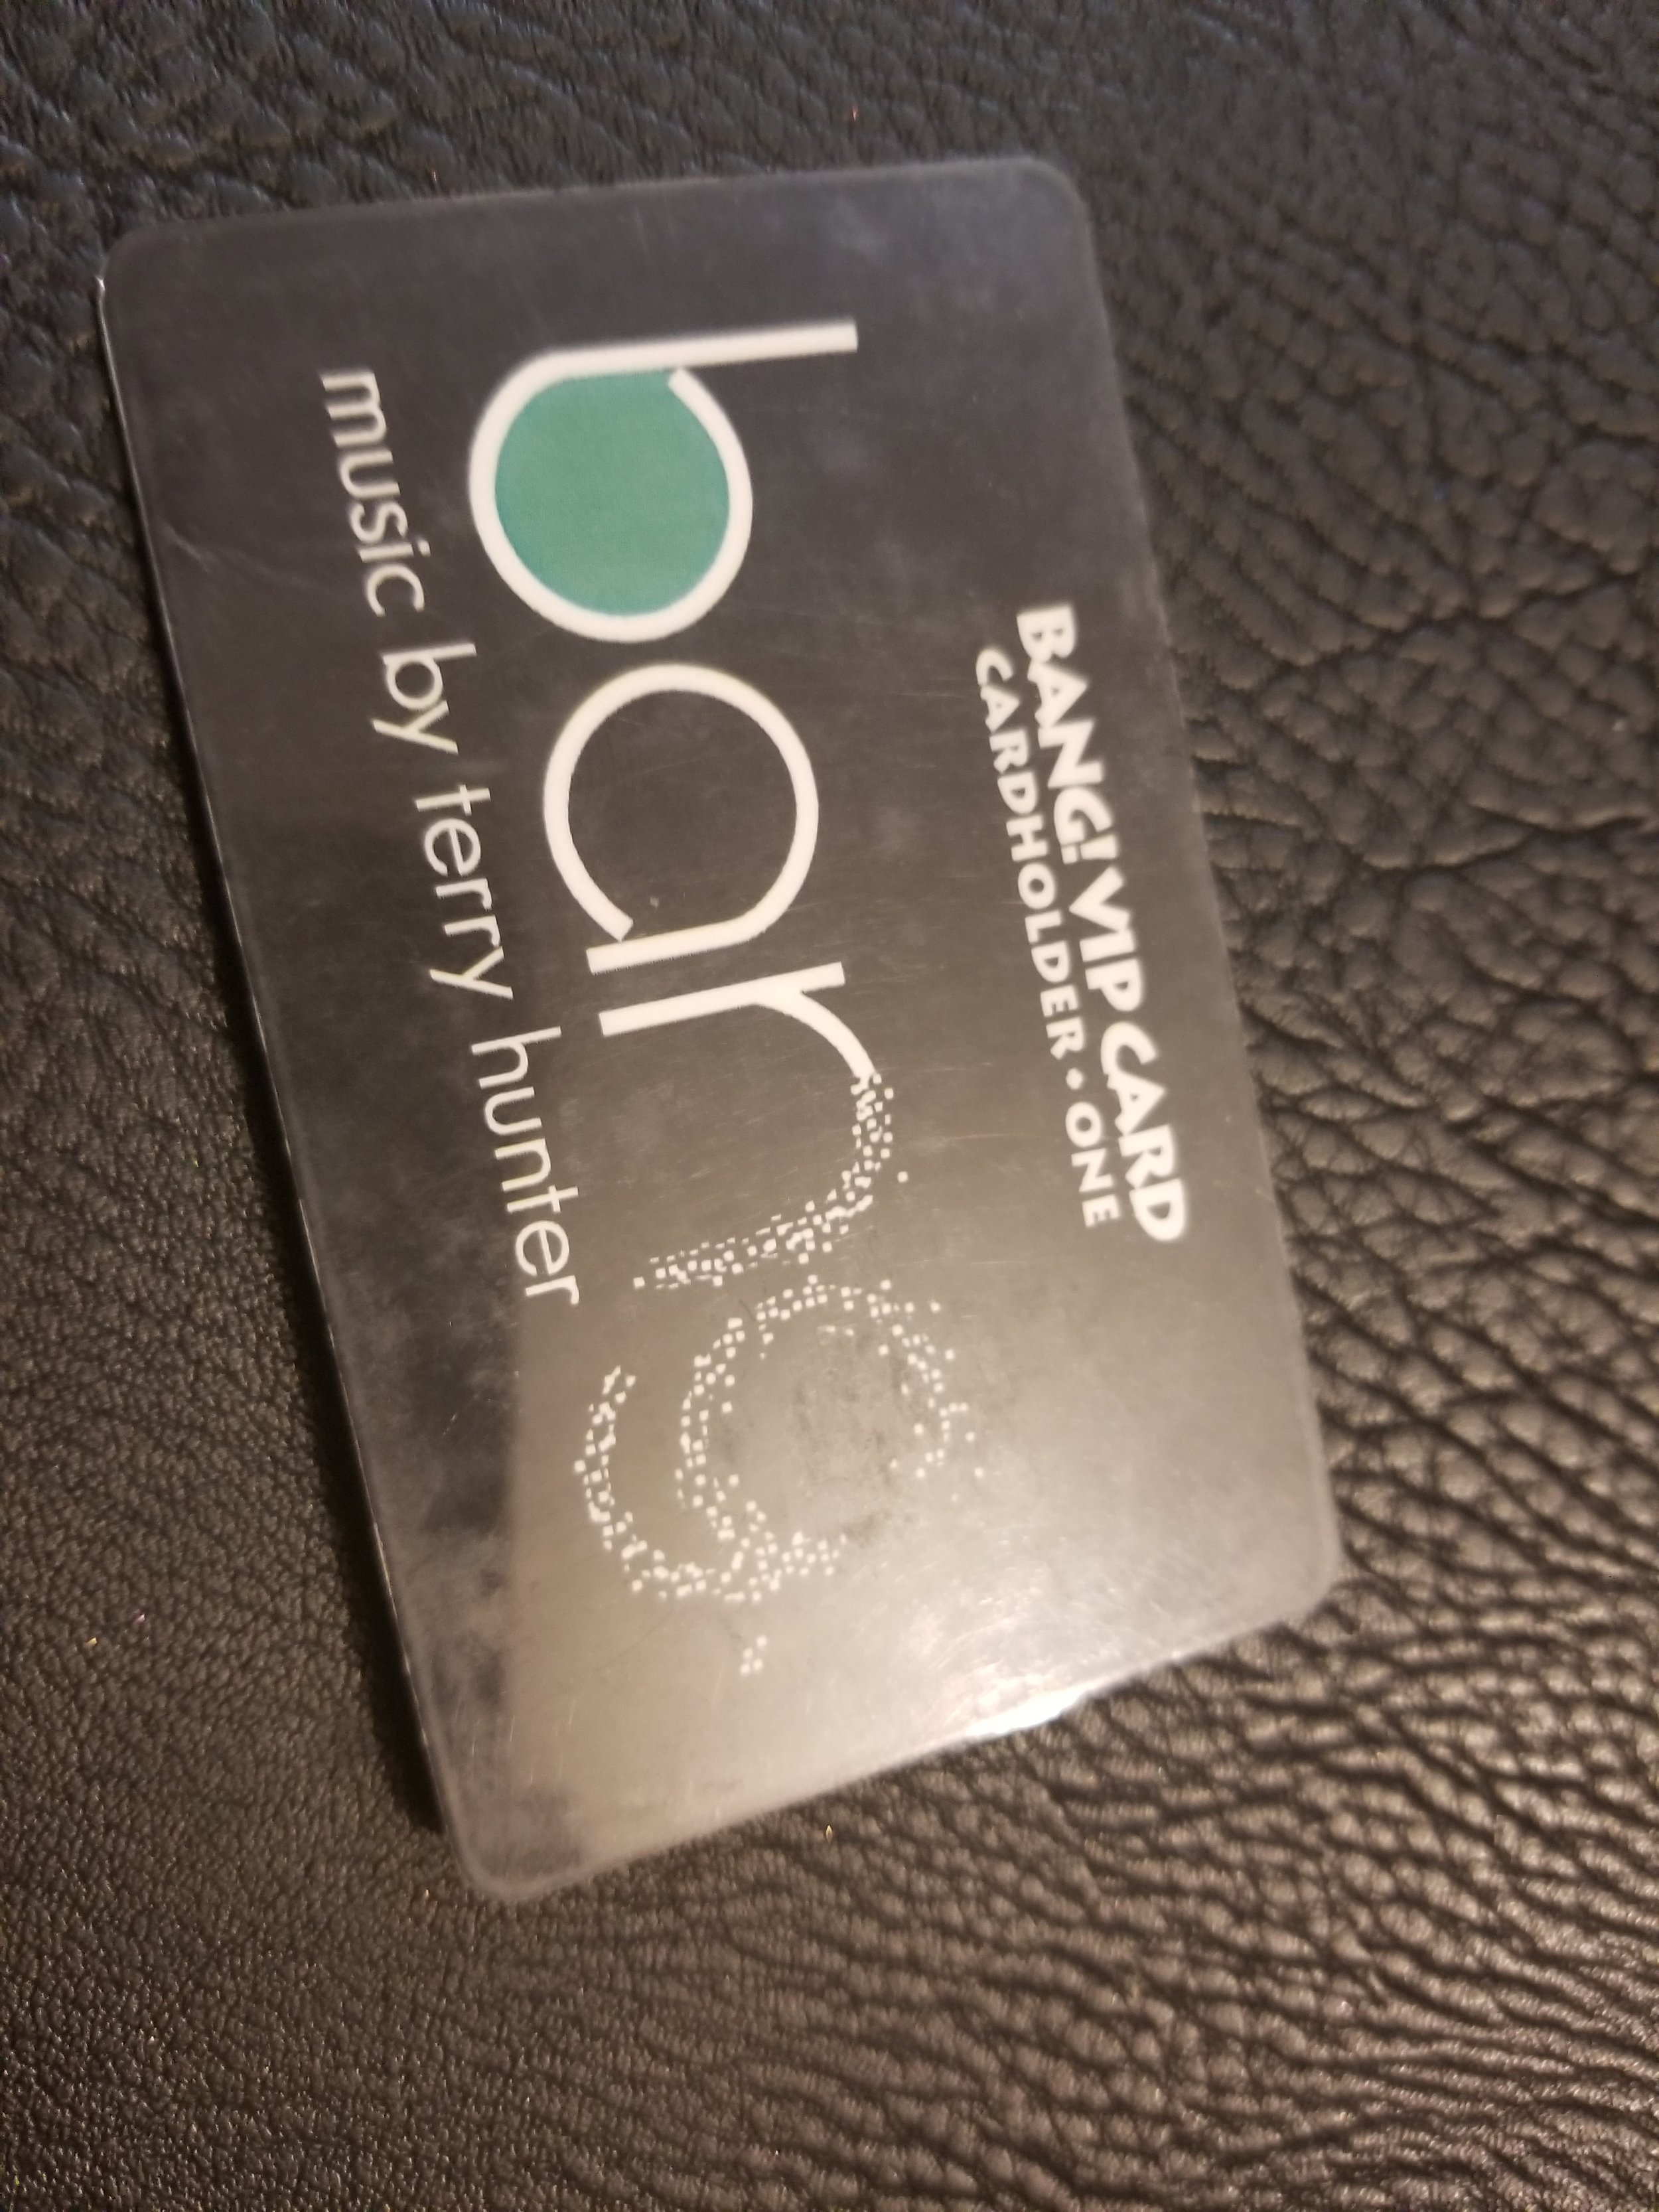 BANG! VIP CARD
CARDHOLDER • ONE
bang
music by terry hunter